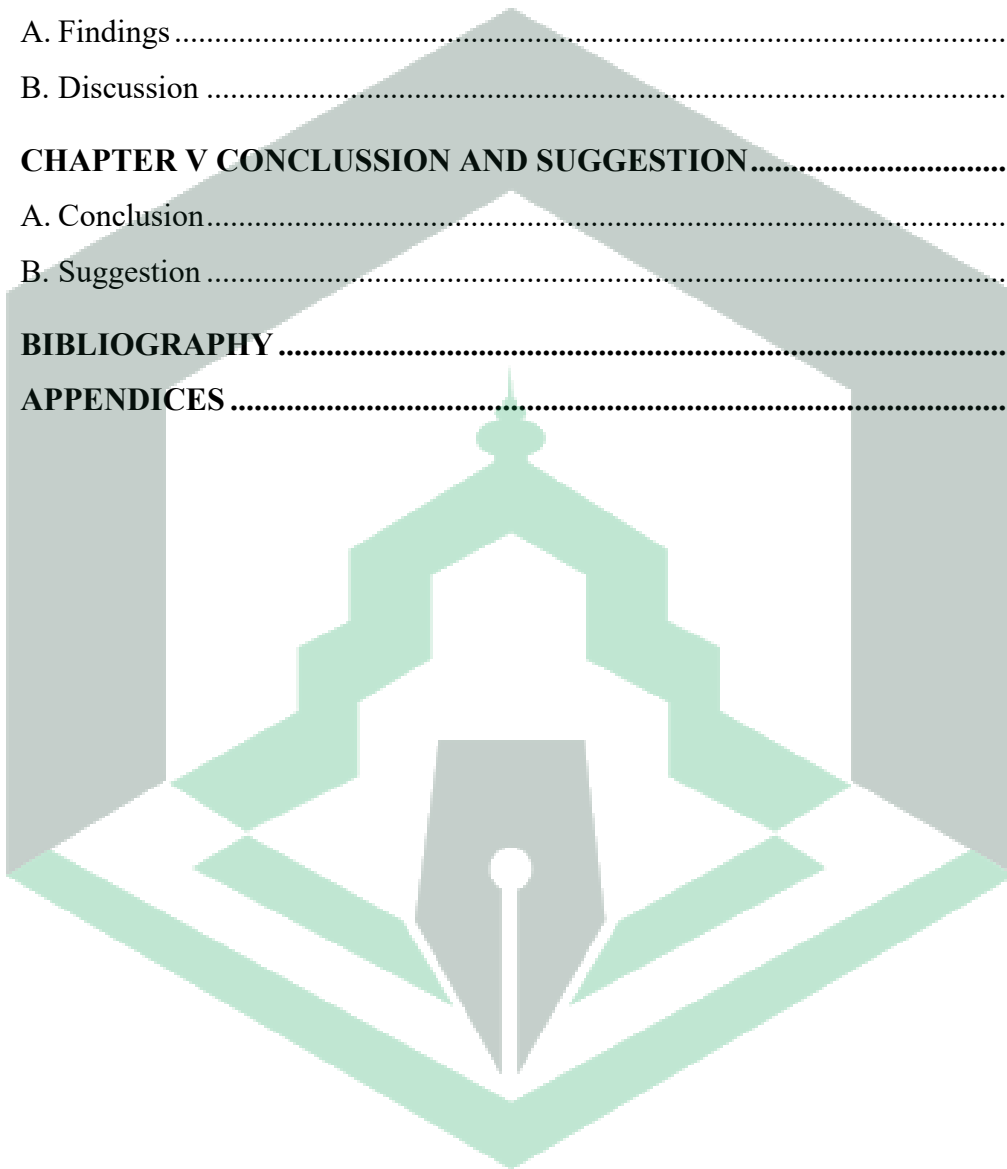 A. Findings ........................................................................................................
B. Discussion ....................................................................................................
CHAPTER V CONCLUSSION AND SUGGESTION................................
A. Conclusion....................................................................................................
B. Suggestion ....................................................................................................
BIBLIOGRAPHY ...........................................................................................
APPENDICES .................................................................................................